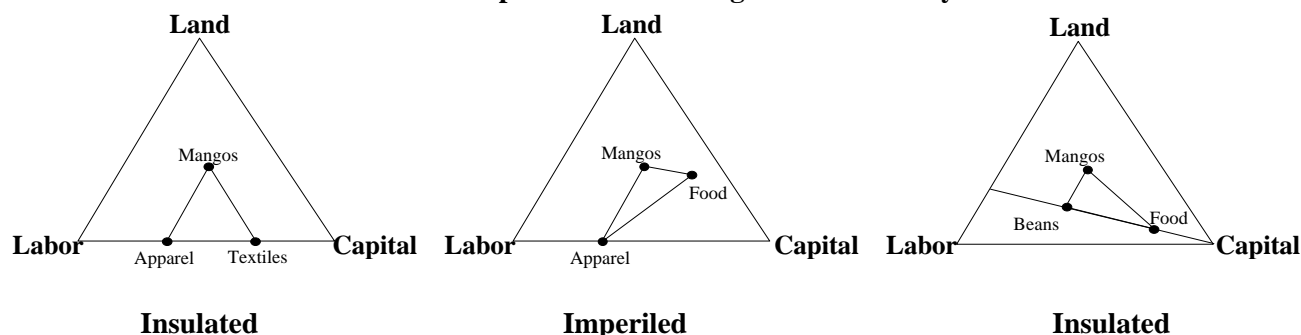 Land
Mangos
Labor
Apparel
Textiles
Capital
Insulated
Land
Mangos
Food
Labor
Apparel
Capital
Imperiled
Land
Mangos
Beans
Food
Labor
Capital
Insulated